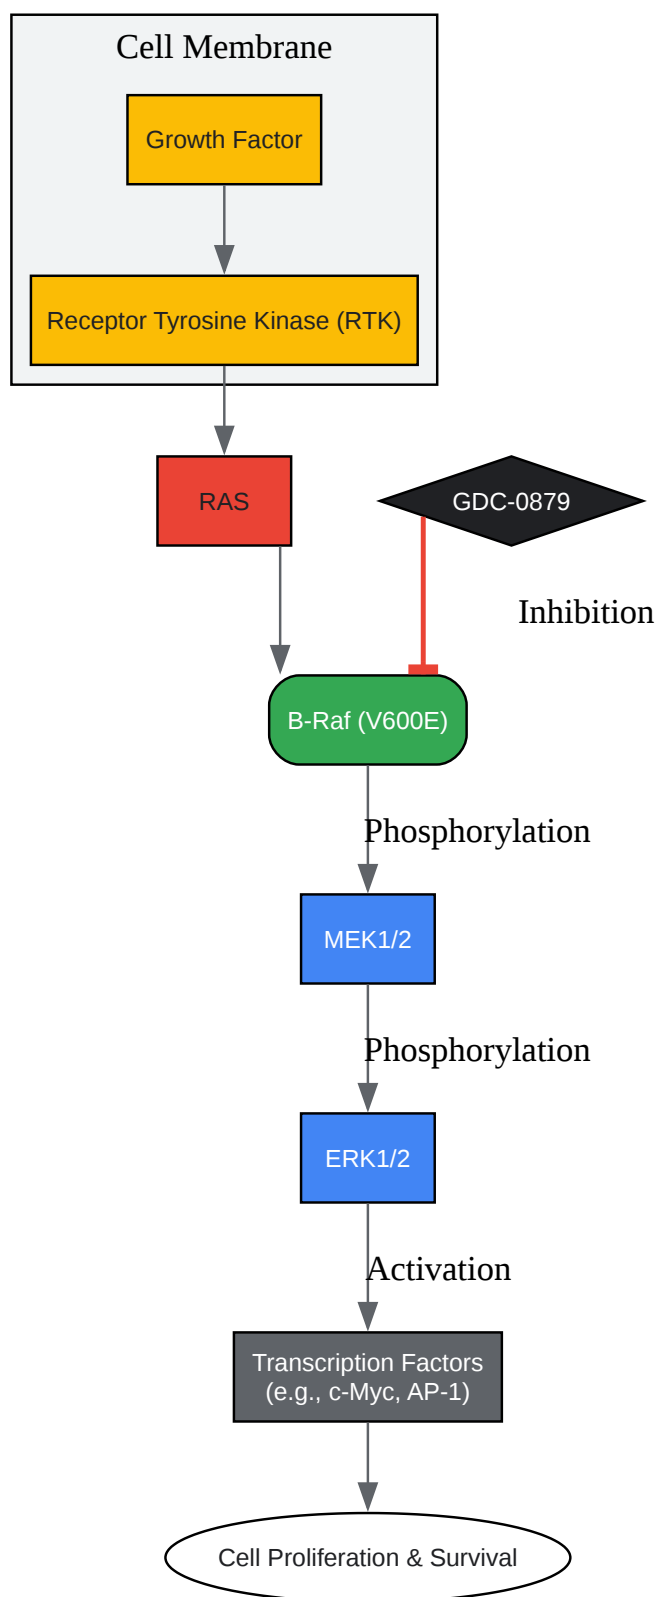 Cell Membrane
Growth Factor
Receptor Tyrosine Kinase (RTK)
RAS
GDC-0879
Inhibition
B-Raf (V600E)
Phosphorylation
MEK1/2
Phosphorylation
ERK1/2
Activation
Transcription Factors
(e.g., c-Myc, AP-1)
Cell Proliferation & Survival